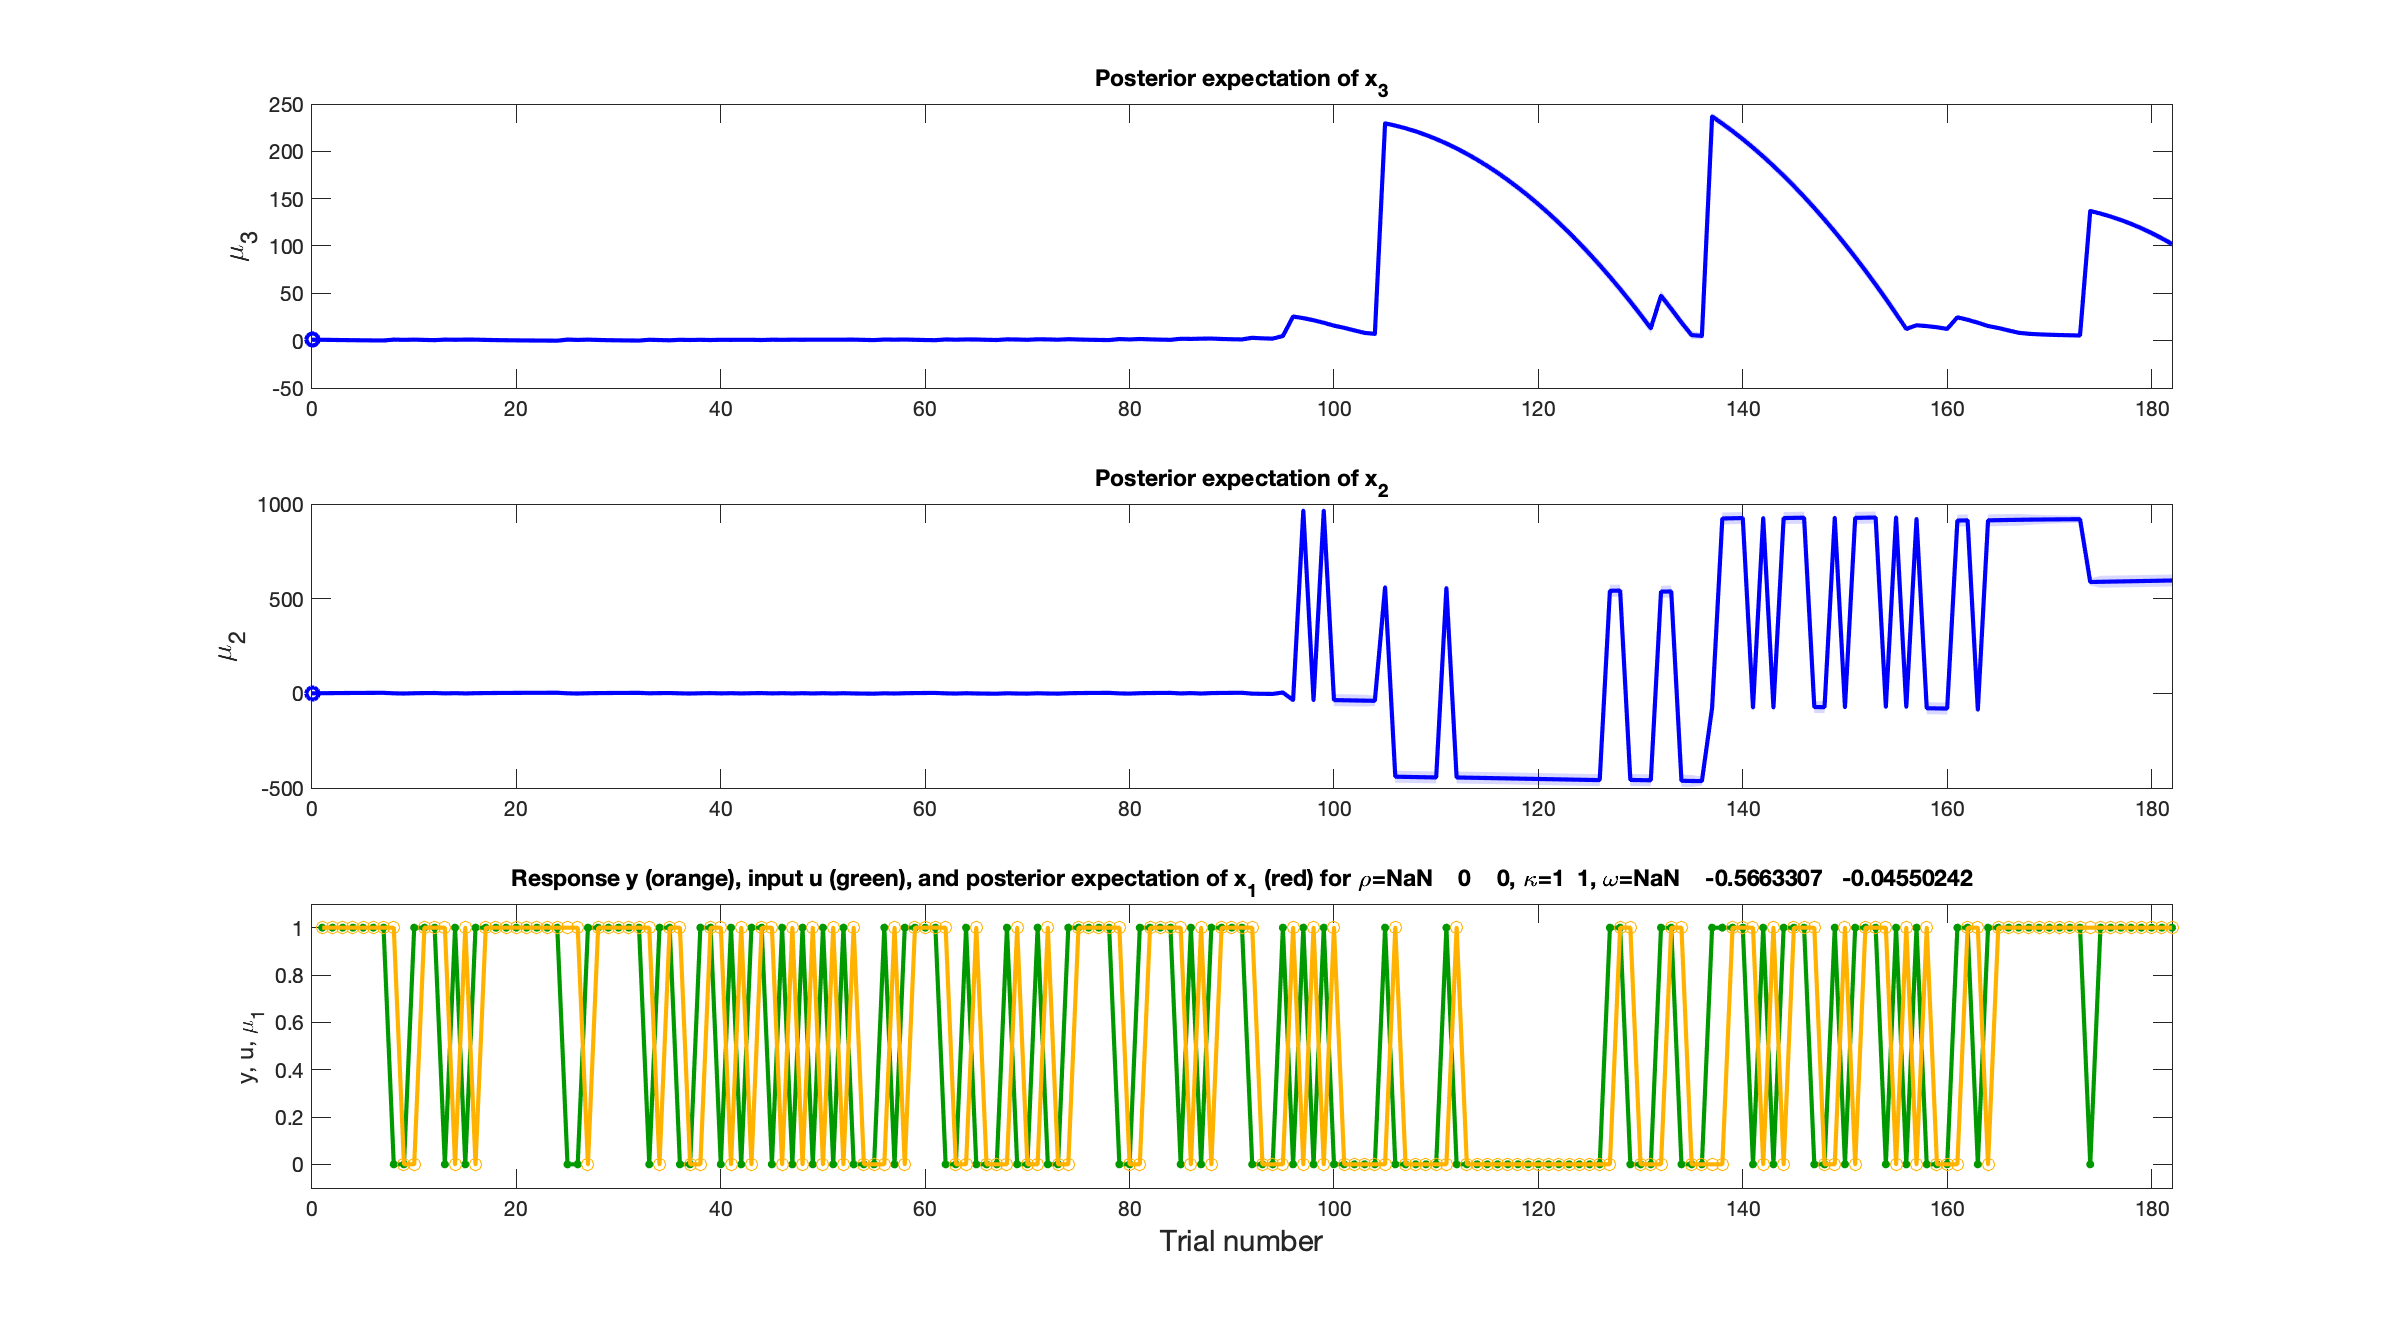 Posterior expectation of x3
250
200
150
100
50
0
-50
μ3
0 20 40 60 80 100 120 140 160 180
Posterior expectation of x2
1000
500
0
-500
μ2
0 20 40 60 80 100 120 140 160 180
Response y (orange), input u (green), and posterior expectation of x1 (red) for ρ=NaN 0 0, κ=1 1, ω=NaN -0.5663307 -0.04550242
1
0.8
0.6
0.4
0.2
0
y, u, μ1
0 20 40 60 80 100 120 140 160 180
Trial number